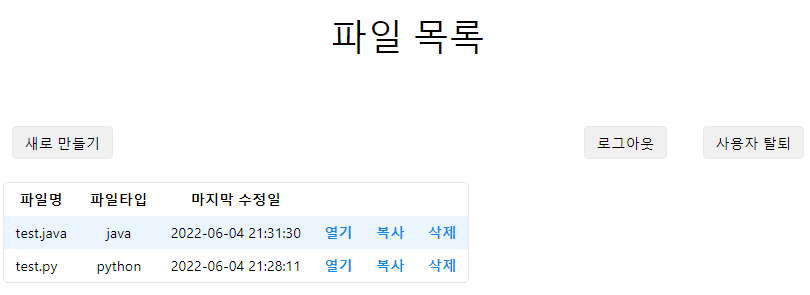 파일 목록
새로 만들기 로그아웃 사용자 탈퇴
파일명 파일타입 마지막 수정일
test.java java 2022-06-04 21:31:30 열기 복사 삭제
test.py python 2022-06-04 21:28:11 열기 복사 삭제